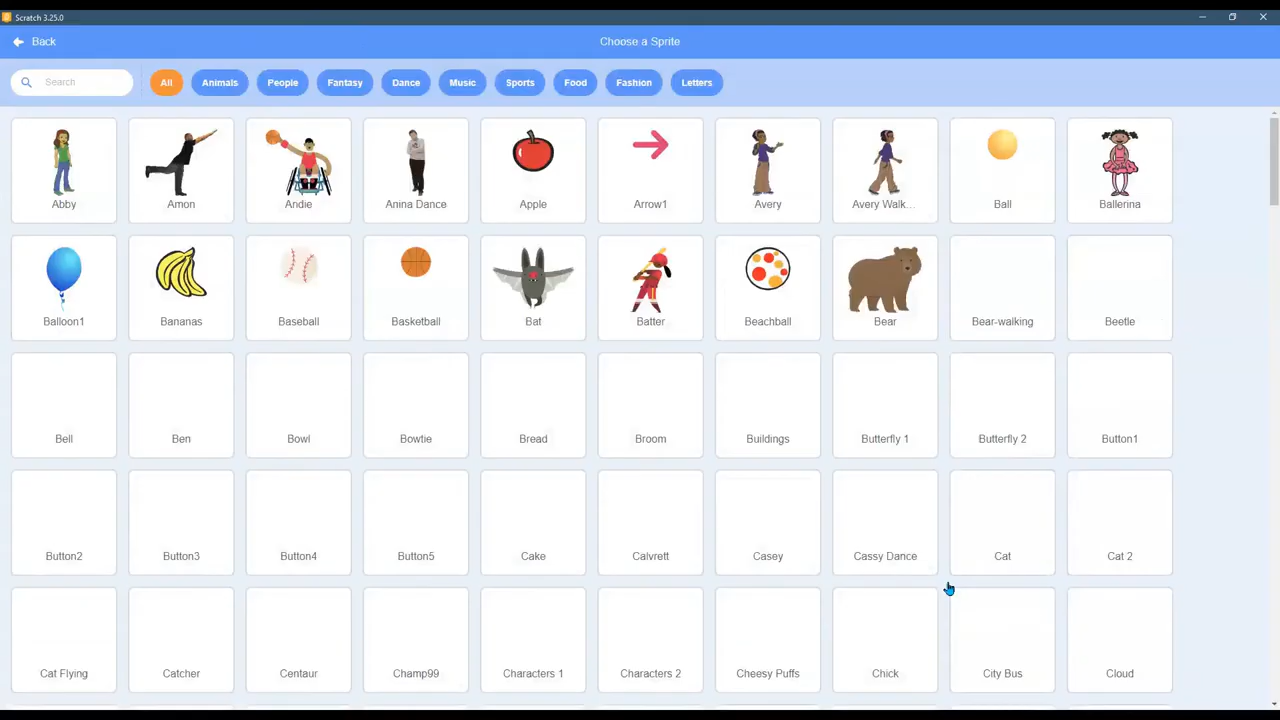 Scratch 3.25.0
Back
Choose a Sprite
Search
All
Animals
People
Fantasy
Dance
Music
Sports
Food
Fashion
Letters
Abby
Amon
Andie
Anina Dance
Apple
Arrow1
Avery
Avery Walk...
Ball
Ballerina
Balloon1
Bananas
Baseball
Basketball
Bat
Batter
Beachball
Bear
Bear-walking
Beetle
Bell
Ben
Bowl
Bowtie
Bread
Broom
Buildings
Butterfly 1
Butterfly 2
Button1
Button2
Button3
Button4
Button5
Cake
Calvrett
Casey
Cassy Dance
Cat
Cat 2
Cat Flying
Catcher
Centaur
Champ99
Characters 1
Characters 2
Cheesy Puffs
Chick
City Bus
Cloud